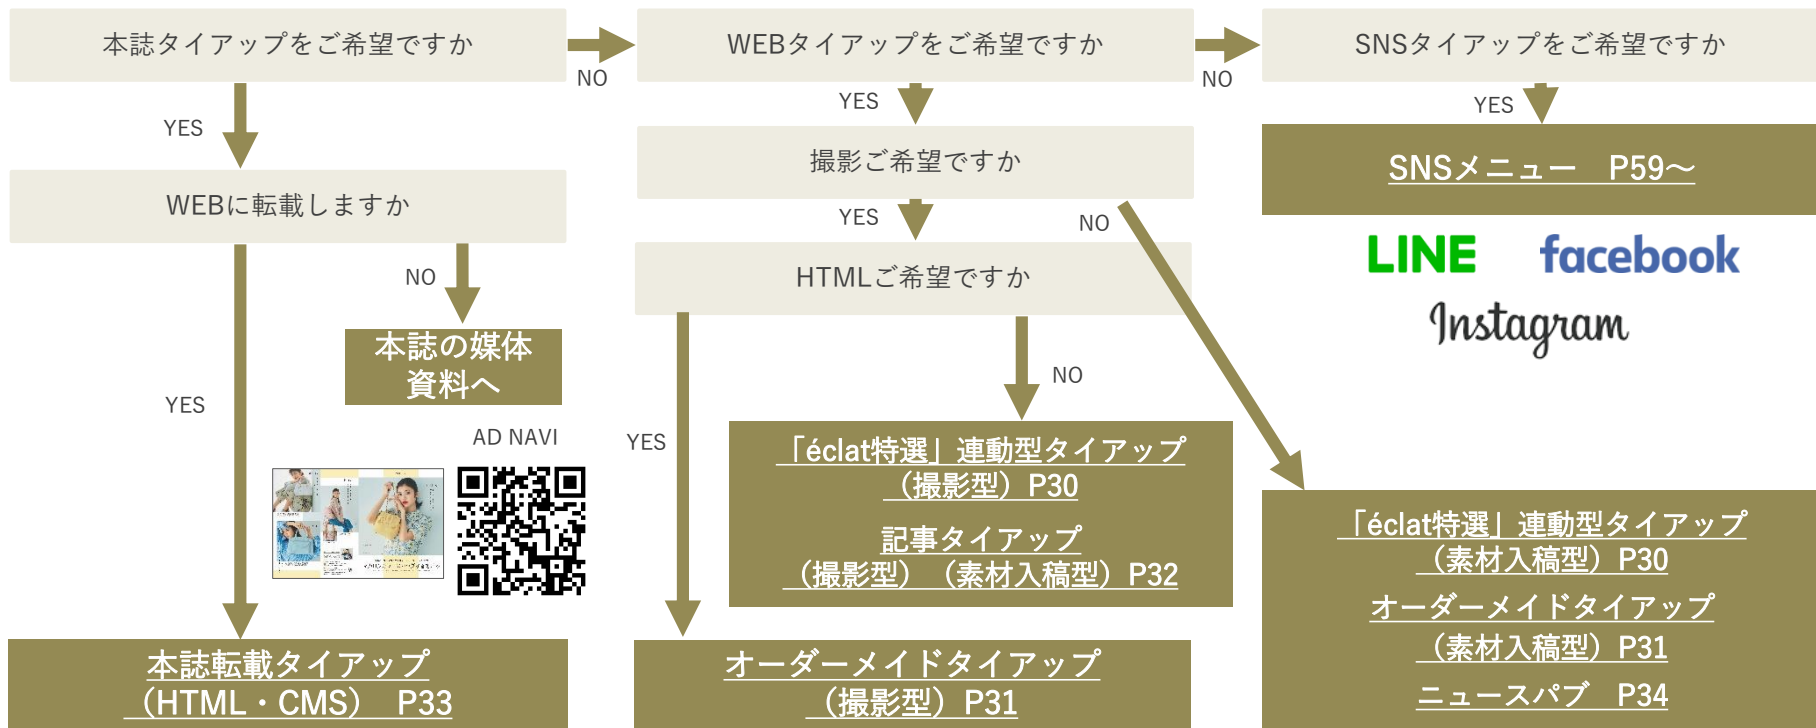 本誌タイアップをご希望ですか
NO
WEBタイアップをご希望ですか
NO
SNSタイアップをご希望ですか
YES
YES
YES
撮影ご希望ですか
SNSメニュー　P59～
WEBに転載しますか
YES
NO
LINE
facebook
Instagram
NO
HTMLご希望ですか
本誌の媒体
資料へ
YES
NO
AD NAVI
YES
「éclat特選」連動型タイアップ
（撮影型）P30
記事タイアップ
（撮影型）（素材入稿型）P32
「éclat特選」連動型タイアップ
（素材入稿型）P30
オーダーメイドタイアップ
（素材入稿型）P31
ニュースパブ　P34
本誌転載タイアップ
（HTML・CMS）　P33
オーダーメイドタイアップ
（撮影型）P31